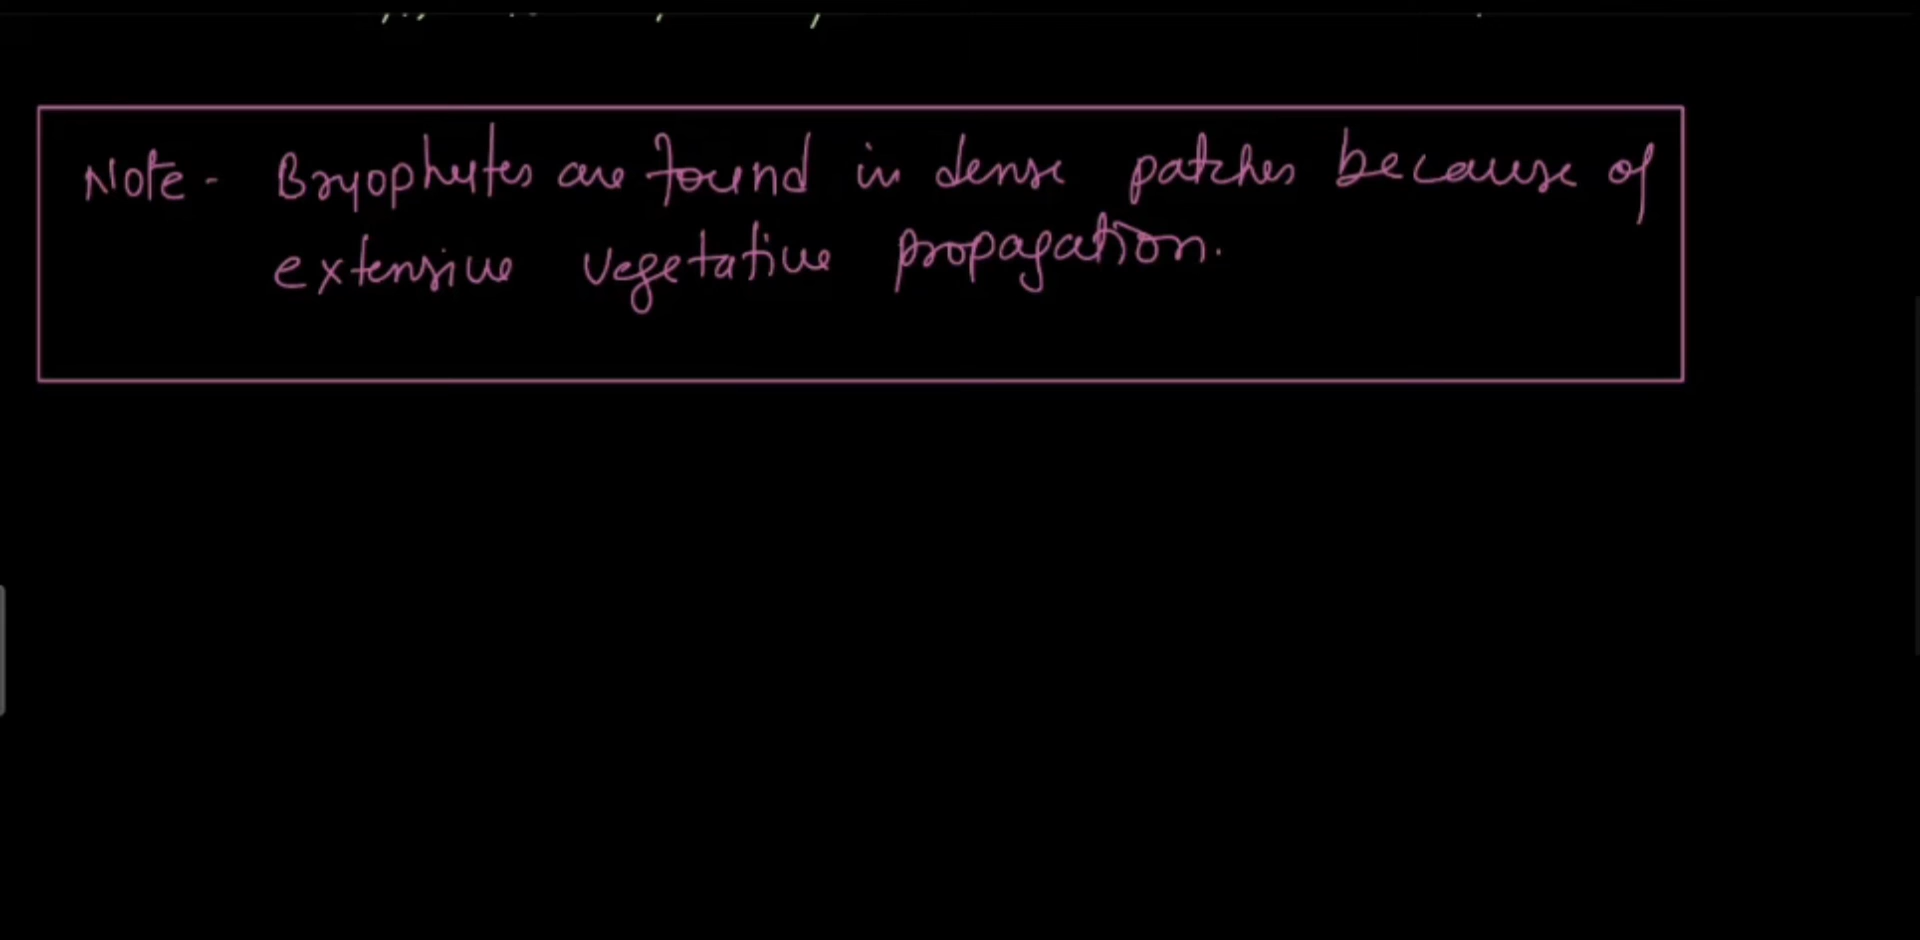 Note - Bryophytes are found in dense patches because of
extensive vegetative propagation.